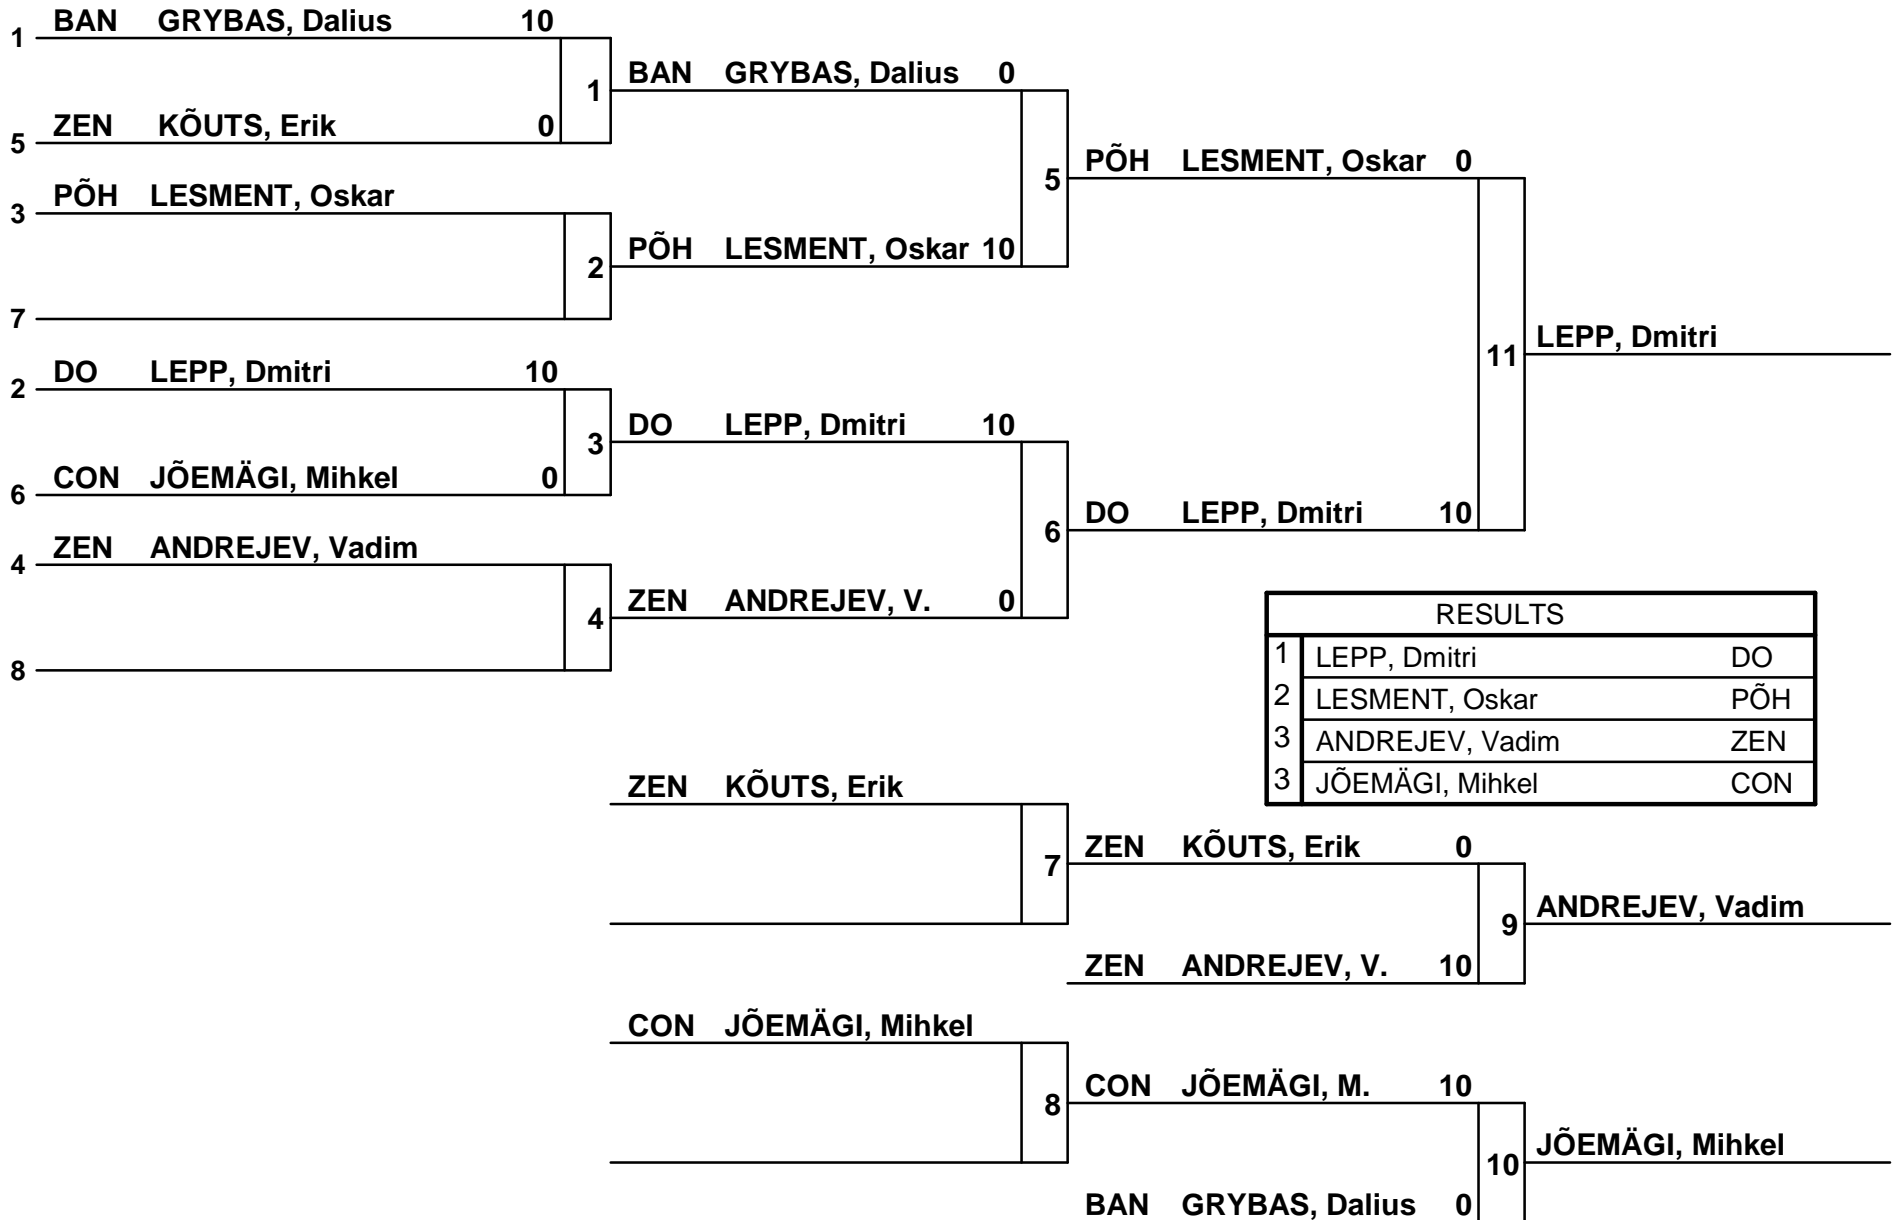 1 BAN GRYBAS, Dalius 10
1
5 ZEN KÕUTS, Erik 0
BAN GRYBAS, Dalius 0
3 PÕH LESMENT, Oskar
2
7
PÕH LESMENT, Oskar 10
5
2 DO LEPP, Dmitri 10
3
6 CON JÕEMÄGI, Mihkel 0
DO LEPP, Dmitri 10
4 ZEN ANDREJEV, Vadim
4
8
ZEN ANDREJEV, V. 0
6
PÕH LESMENT, Oskar 0
11
DO LEPP, Dmitri 10
LEPP, Dmitri
RESULTS
1 LEPP, Dmitri DO
2 LESMENT, Oskar PÕH
3 ANDREJEV, Vadim ZEN
3 JÕEMÄGI, Mihkel CON
ZEN KÕUTS, Erik
7
ZEN KÕUTS, Erik 0
9
ZEN ANDREJEV, V. 10
ANDREJEV, Vadim
CON JÕEMÄGI, Mihkel
8
CON JÕEMÄGI, M. 10
10
BAN GRYBAS, Dalius 0
JÕEMÄGI, Mihkel